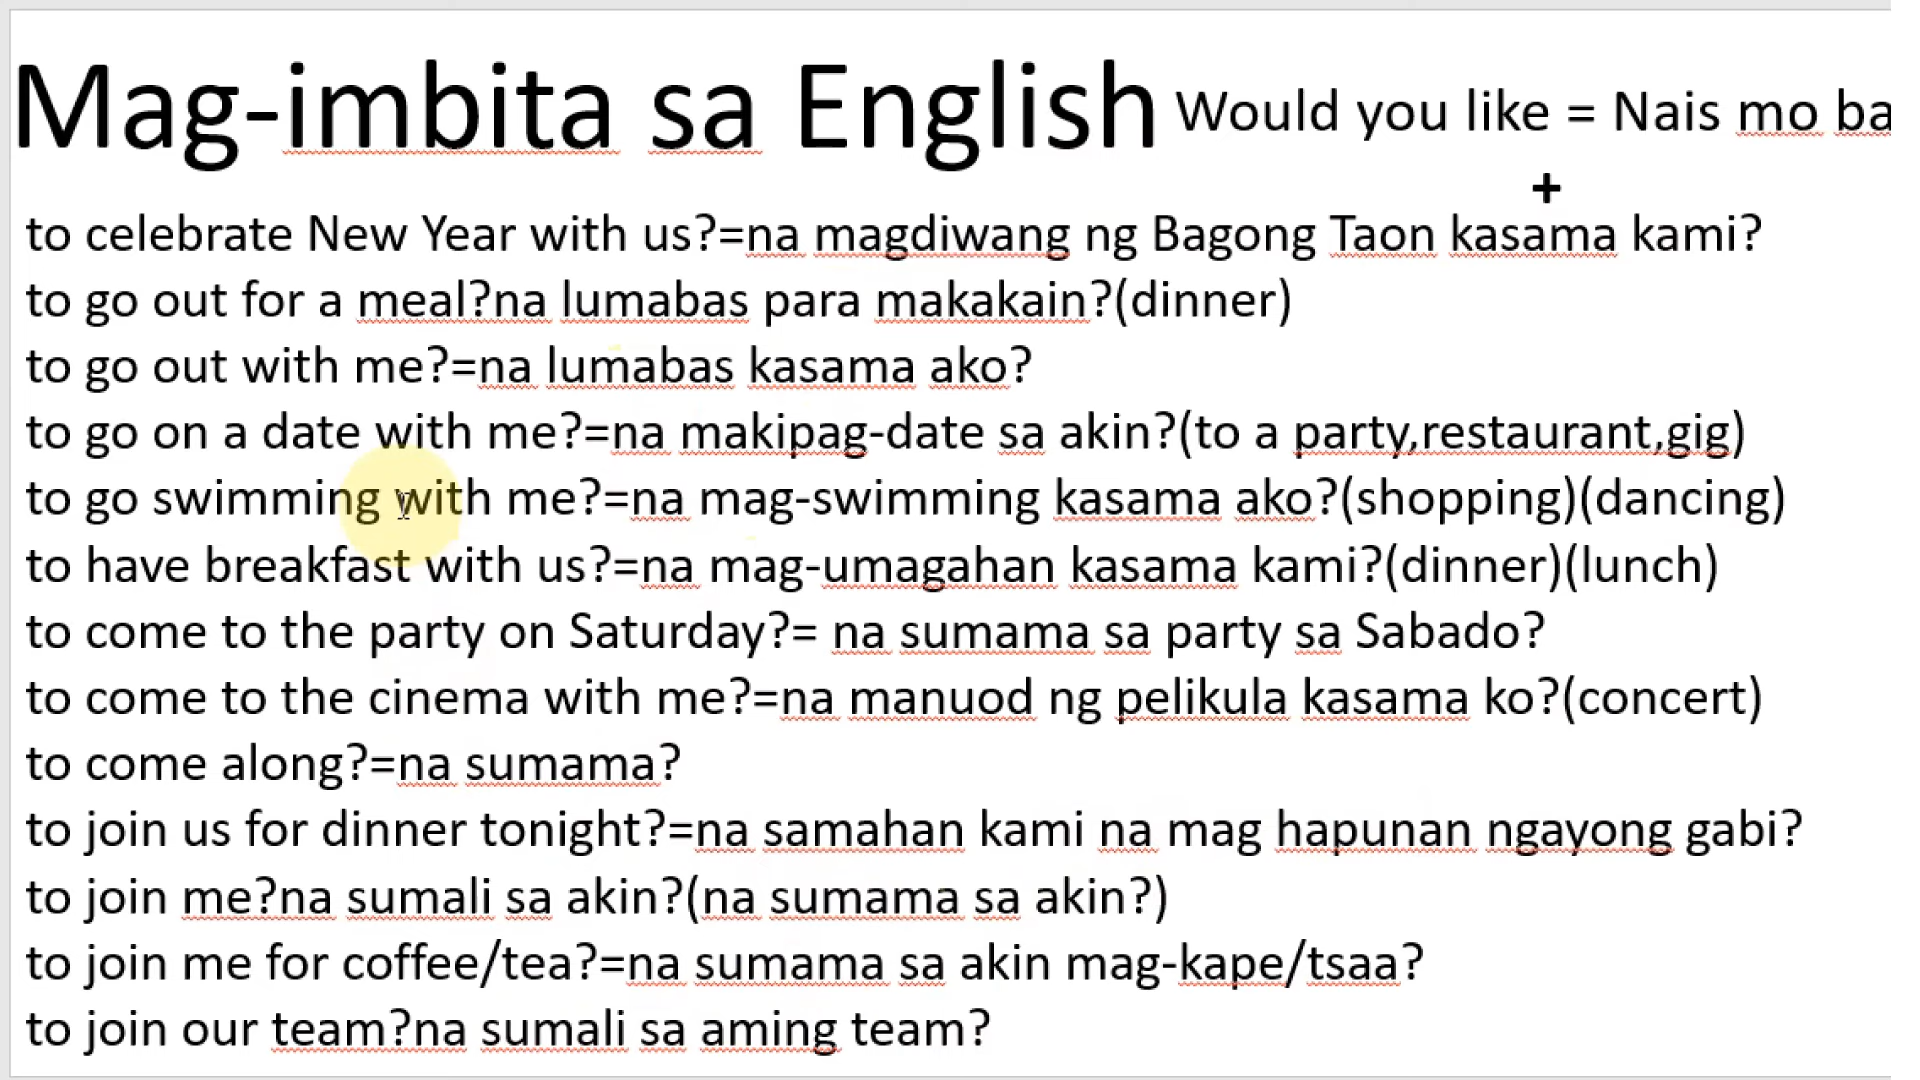 Mag-imbita sa English Would you like = Nais mo ba
+
to celebrate New Year with us?=na magdiwang ng Bagong Taon kasama kami?
to go out for a meal?na lumabas para makakain?(dinner)
to go out with me?=na lumabas kasama ako?
to go on a date with me?=na makipag-date sa akin?(to a party,restaurant,gig)
to go swimming with me?=na mag-swimming kasama ako?(shopping)(dancing)
to have breakfast with us?=na mag-umagahan kasama kami?(dinner)(lunch)
to come to the party on Saturday?= na sumama sa party sa Sabado?
to come to the cinema with me?=na manuod ng pelikula kasama ko?(concert)
to come along?=na sumama?
to join us for dinner tonight?=na samahan kami na mag hapunan ngayong gabi?
to join me?na sumali sa akin?(na sumama sa akin?)
to join me for coffee/tea?=na sumama sa akin mag-kape/tsaa?
to join our team?na sumali sa aming team?